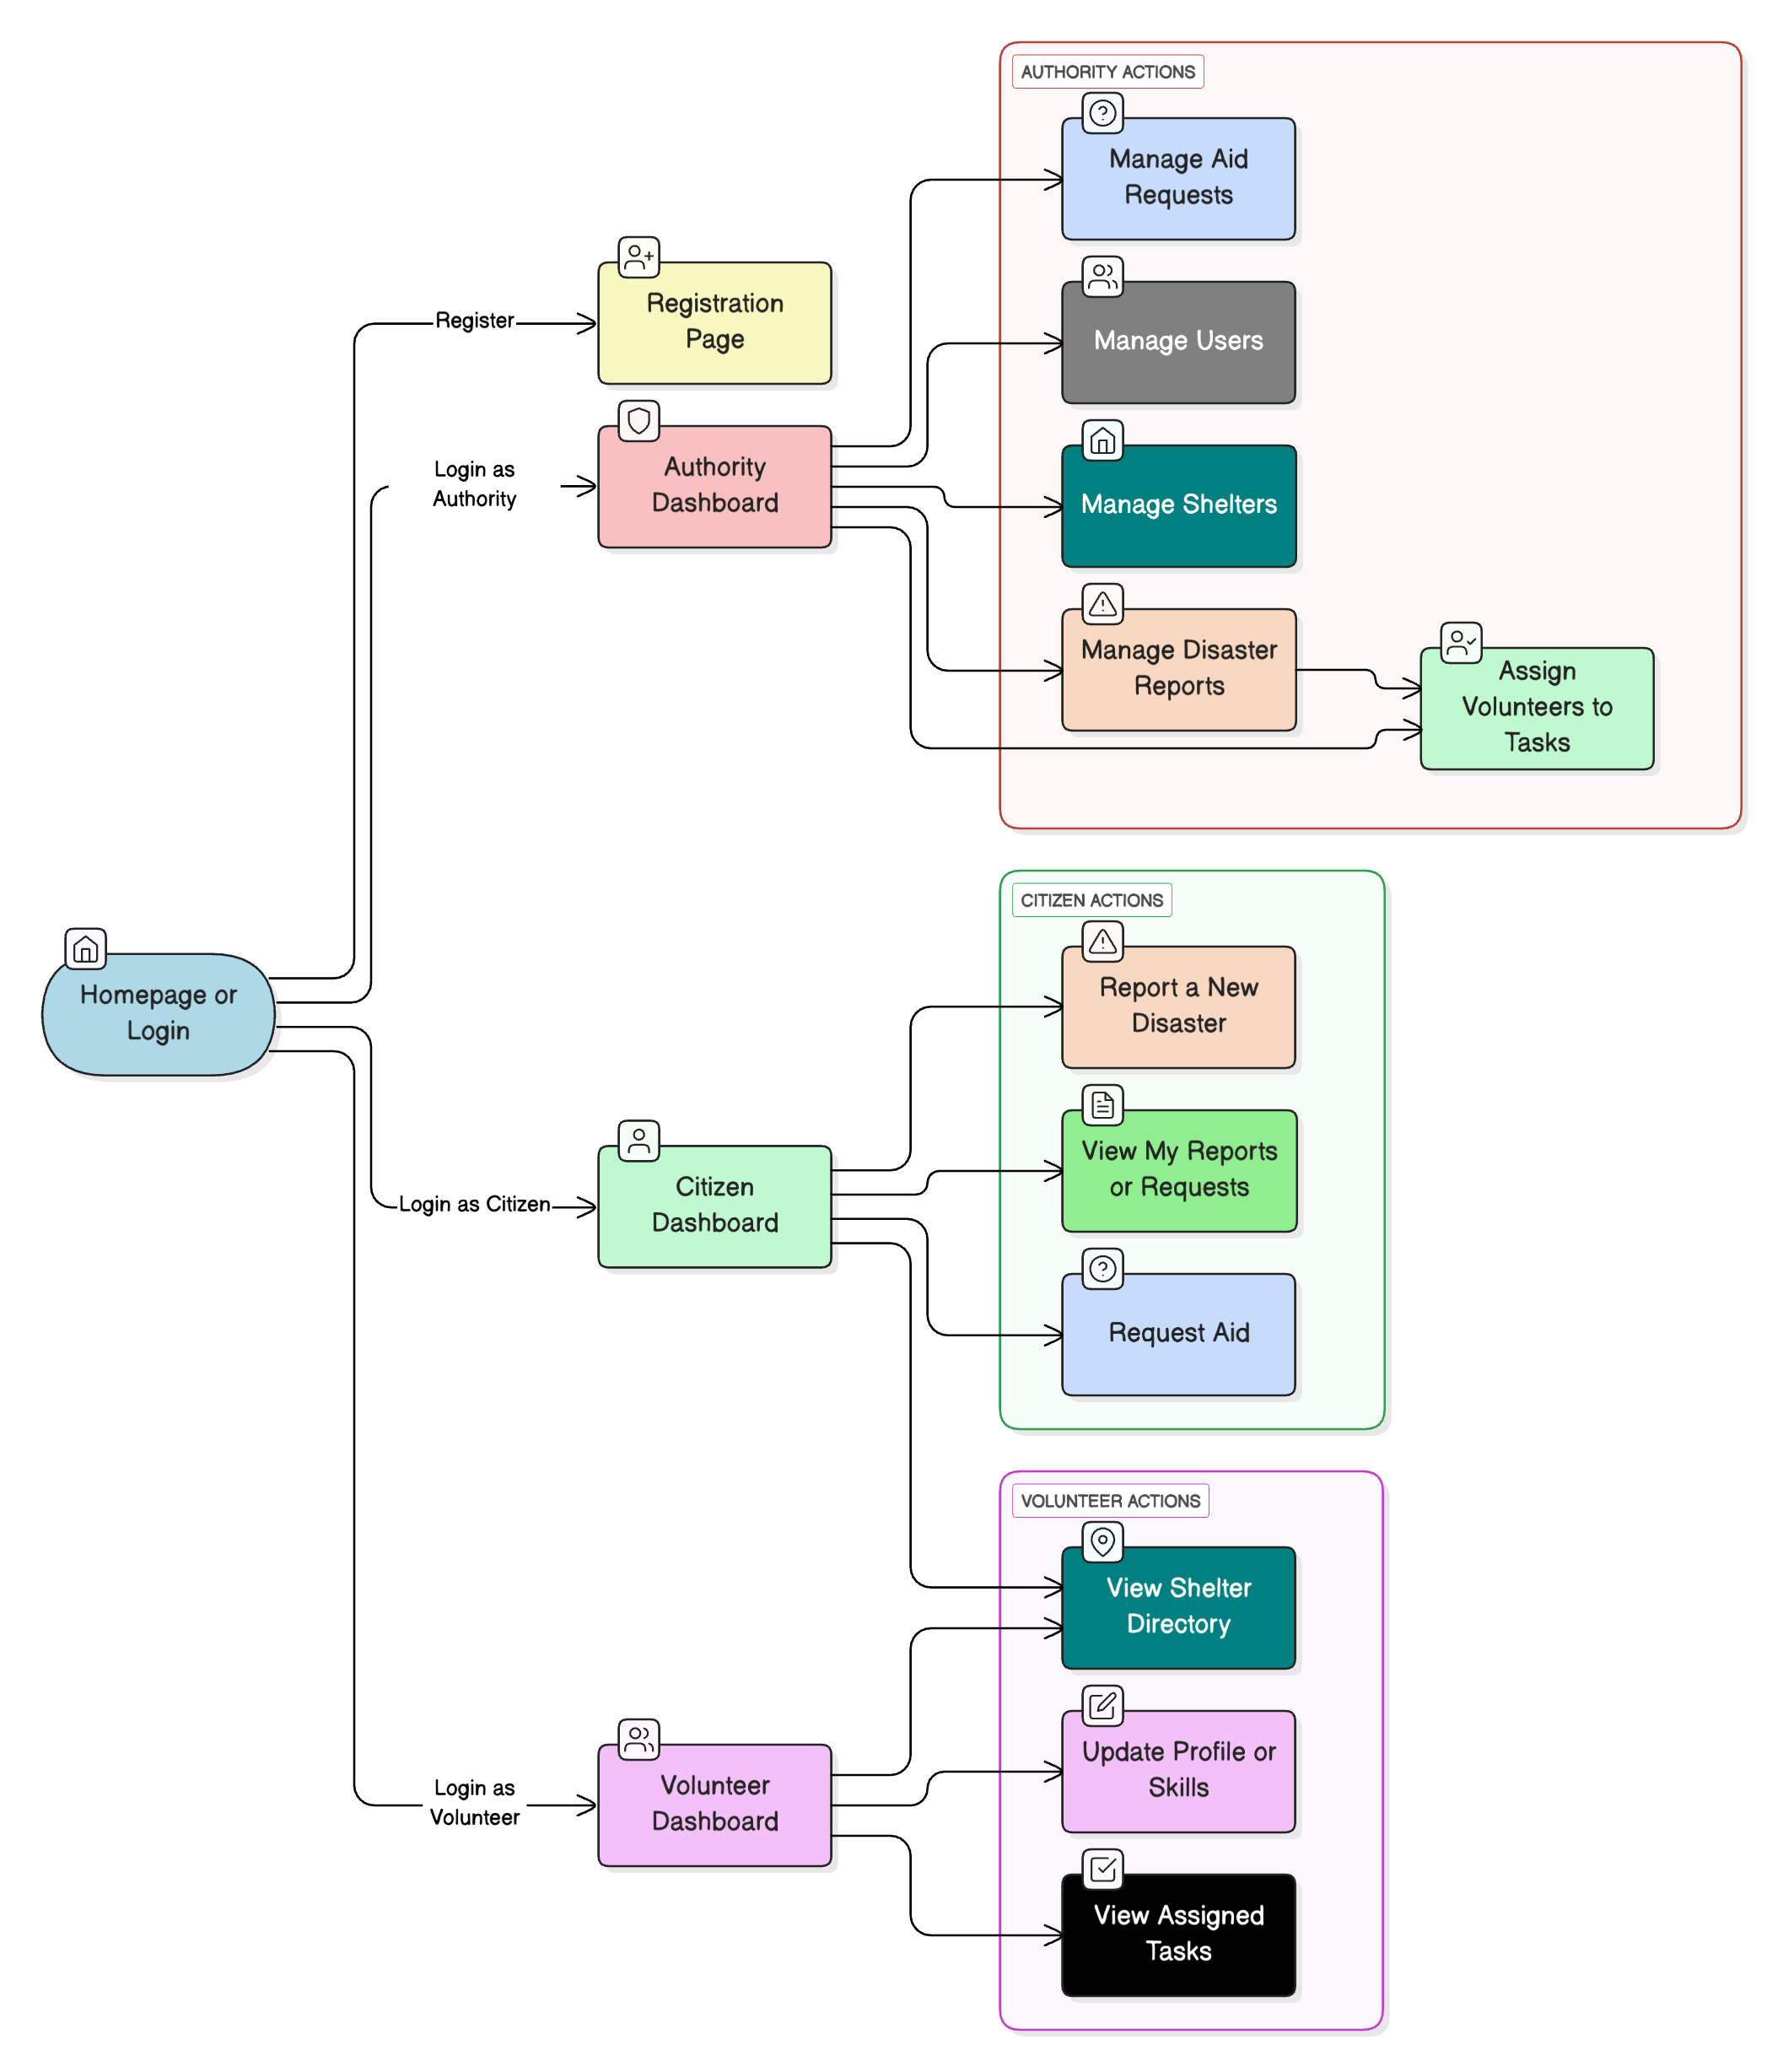 AUTHORITY ACTIONS
Manage Aid
Requests
Registration
Page
Register
Manage Users
Login as
Authority
Authority
Dashboard
Manage Shelters
Manage Disaster
Reports
Assign
Volunteers to
Tasks
CITIZEN ACTIONS
Homepage or
Login
Report a New
Disaster
View My Reports
or Requests
Login as Citizen
Citizen
Dashboard
Request Aid
VOLUNTEER ACTIONS
View Shelter
Directory
Update Profile or
Skills
Login as
Volunteer
Volunteer
Dashboard
View Assigned
Tasks